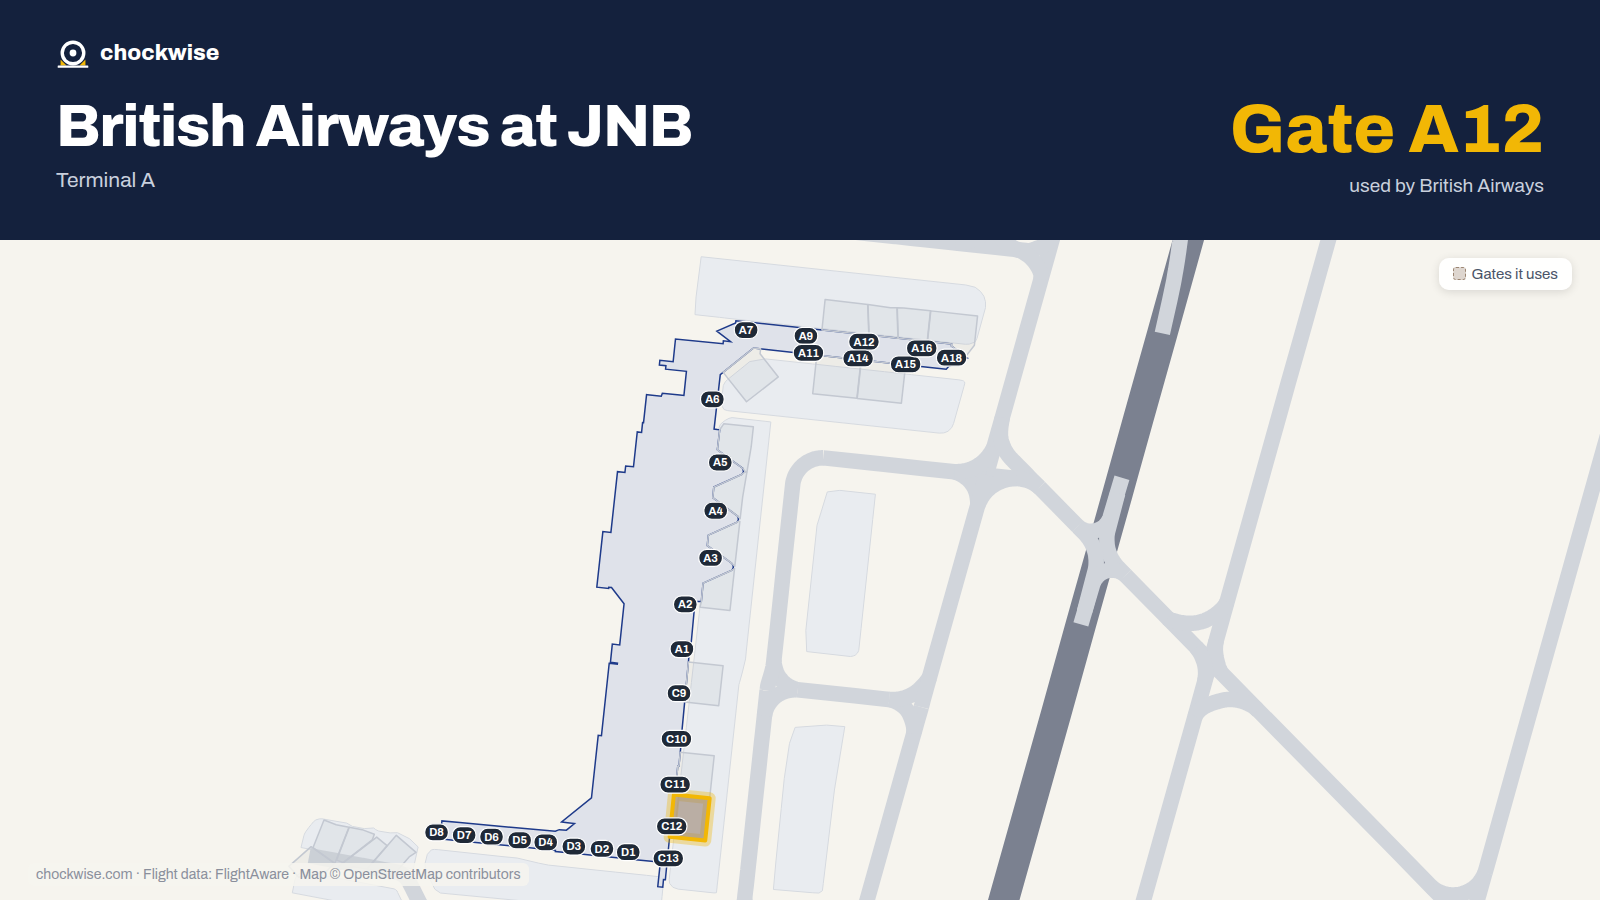 chockwise
British Airways at JNB
Terminal A
Gate A12
used by British Airways
Gates it uses
A7
A9
A12
A11
A14
A16
A15
A18
A6
A5
A4
A3
A2
A1
C9
C10
C11
C12
C13
D8
D7
D6
D5
D4
D3
D2
D1
chockwise.com · Flight data: FlightAware · Map © OpenStreetMap contributors